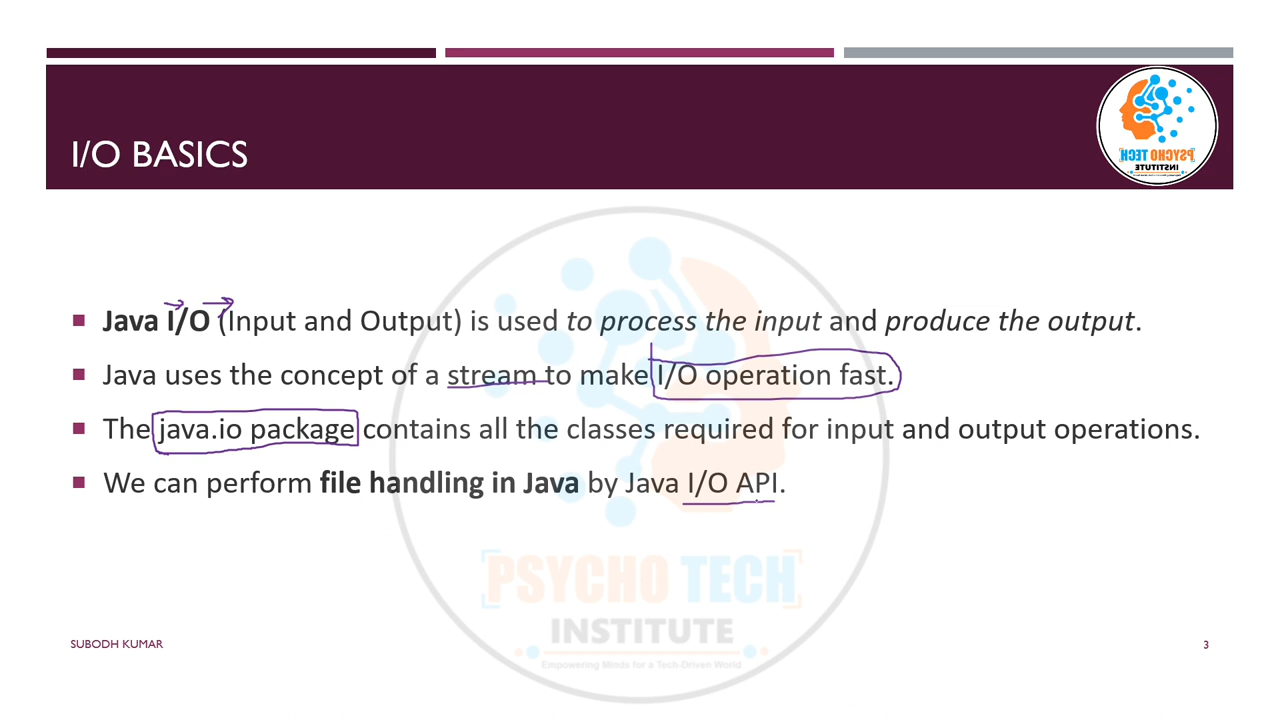 I/O BASICS
PSYCHO TECH
INSTITUTE
Java I/O (Input and Output) is used to process the input and produce the output.
Java uses the concept of a stream to make I/O operation fast.
The java.io package contains all the classes required for input and output operations.
We can perform file handling in Java by Java I/O API.
PSYCHO TECH
INSTITUTE
Empowering Minds for a Tech-Driven World
SUBODH KUMAR
3